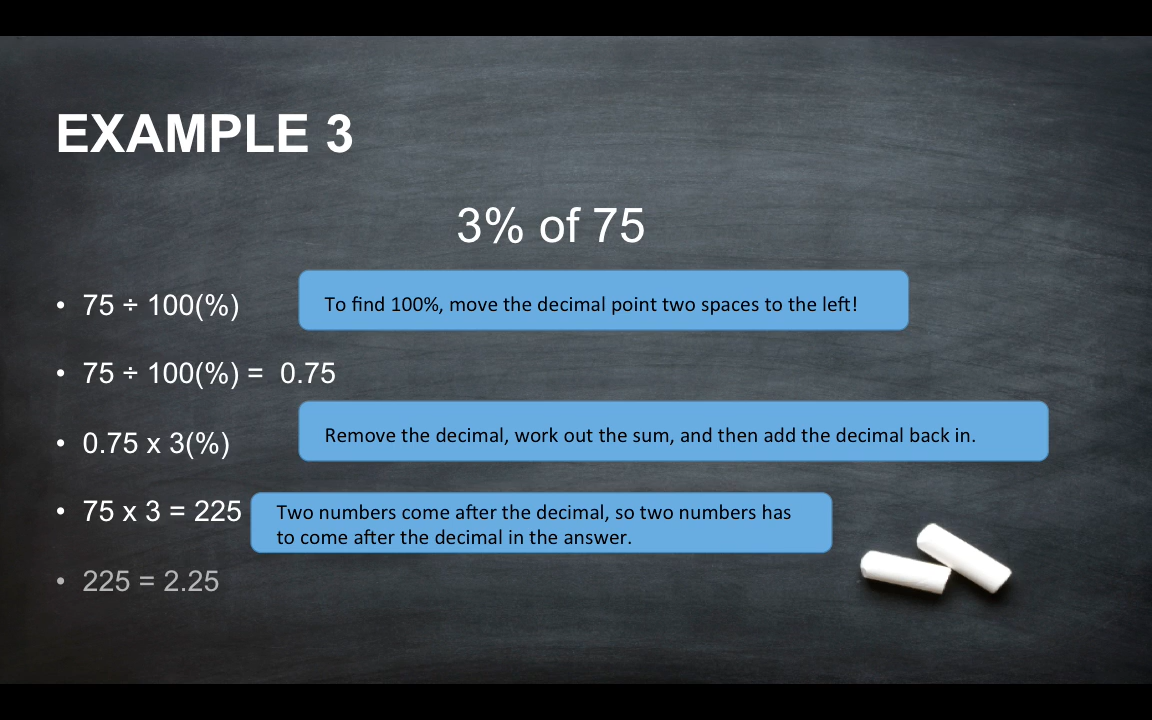 EXAMPLE 3
3% of 75
• 75 ÷ 100(%)
To find 100%, move the decimal point two spaces to the left!
• 75 ÷ 100(%) = 0.75
• 0.75 x 3(%)
Remove the decimal, work out the sum, and then add the decimal back in.
• 75 x 3 = 225
Two numbers come after the decimal, so two numbers has
to come after the decimal in the answer.
• 225 = 2.25